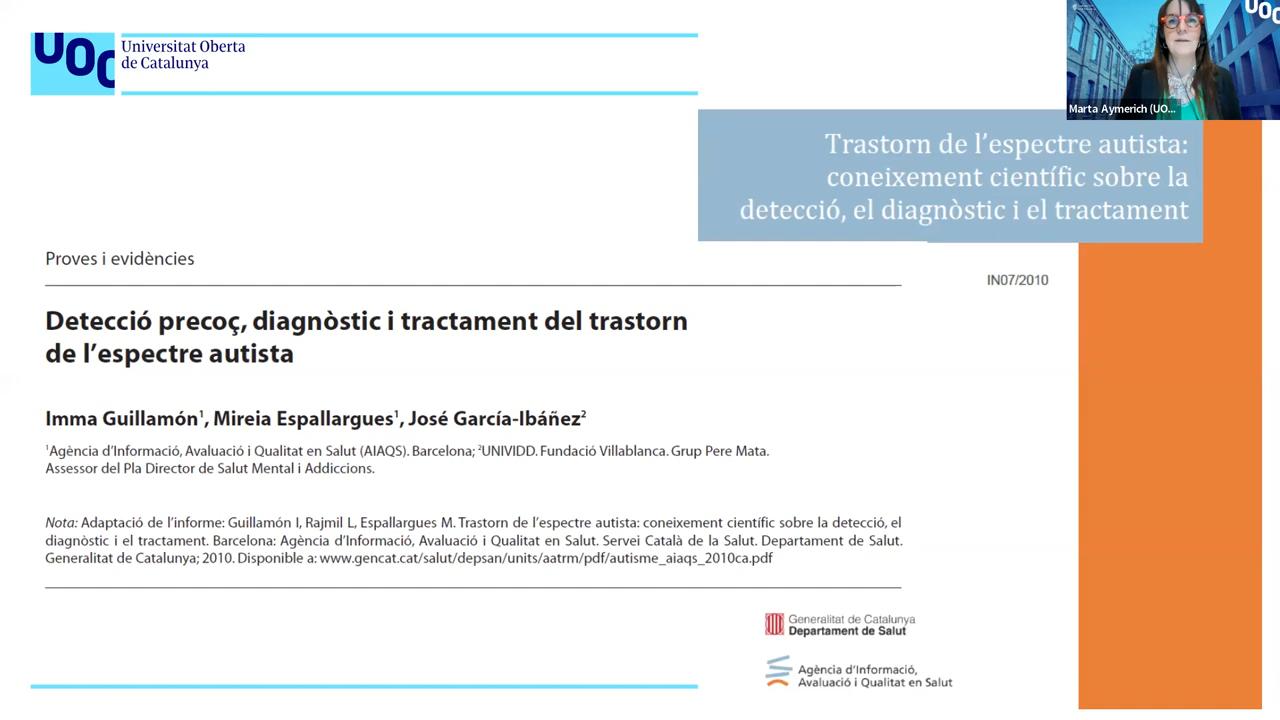 UOC
Universitat Oberta
de Catalunya
UOC
Marta Aymerich (UO...
Trastorn de l’espectre autista:
coneixement científic sobre la
detecció, el diagnòstic i el tractament
Proves i evidències
IN07/2010
Detecció precoç, diagnòstic i tractament del trastorn
de l’espectre autista
Imma Guillamón¹, Mireia Espallargues¹, José García-Ibáñez²
¹Agència d’Informació, Avaluació i Qualitat en Salut (AIAQS). Barcelona; ²UNIVIDD. Fundació Villablanca. Grup Pere Mata.
Assessor del Pla Director de Salut Mental i Addiccions.
Nota: Adaptació de l’informe: Guillamón I, Rajmil L, Espallargues M. Trastorn de l’espectre autista: coneixement científic sobre la detecció, el
diagnòstic i el tractament. Barcelona: Agència d’Informació, Avaluació i Qualitat en Salut. Servei Català de la Salut. Departament de Salut.
Generalitat de Catalunya; 2010. Disponible a: www.gencat.cat/salut/depsan/units/aatrm/pdf/autisme_aiaqs_2010ca.pdf
Generalitat de Catalunya
Departament de Salut
Agència d’Informació,
Avaluació i Qualitat en Salut